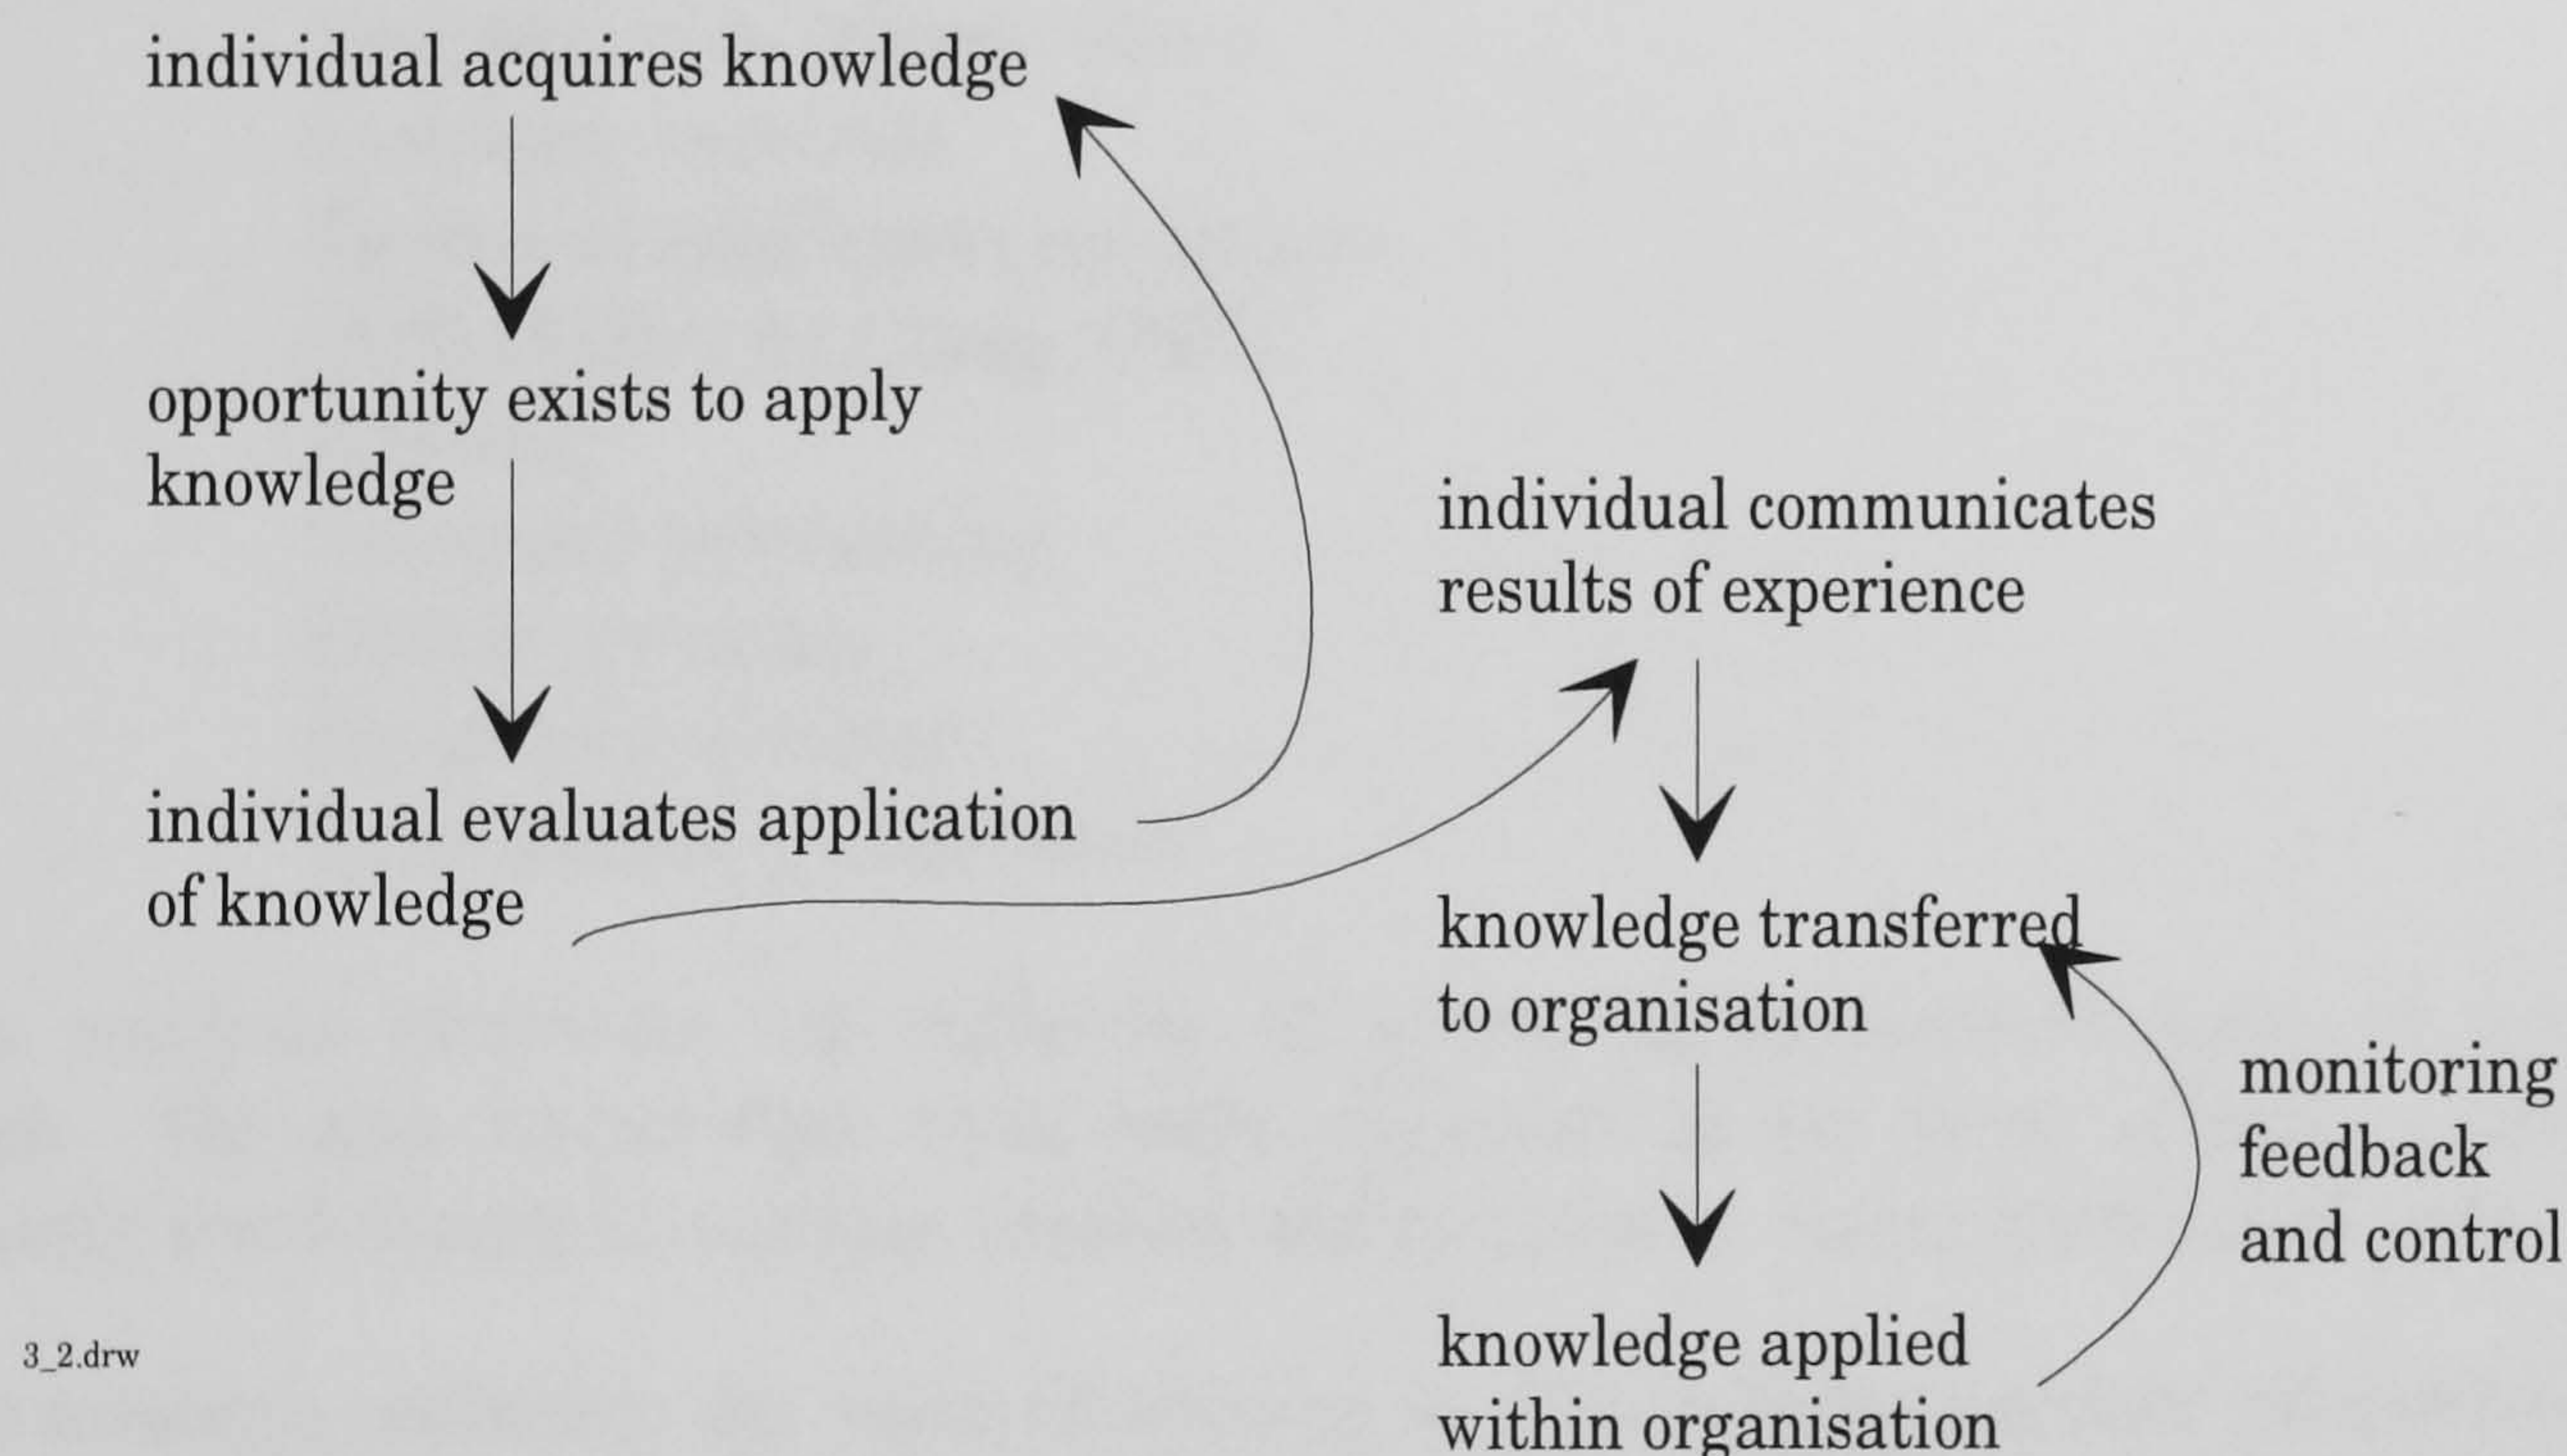 individual acquires knowledge
opportunity exists to apply
knowledge
individual evaluates application
of knowledge
individual communicates
results of experience
knowledge transferred
to organisation
monitoring
feedback
and control
knowledge applied
within organisation
3_2.drw